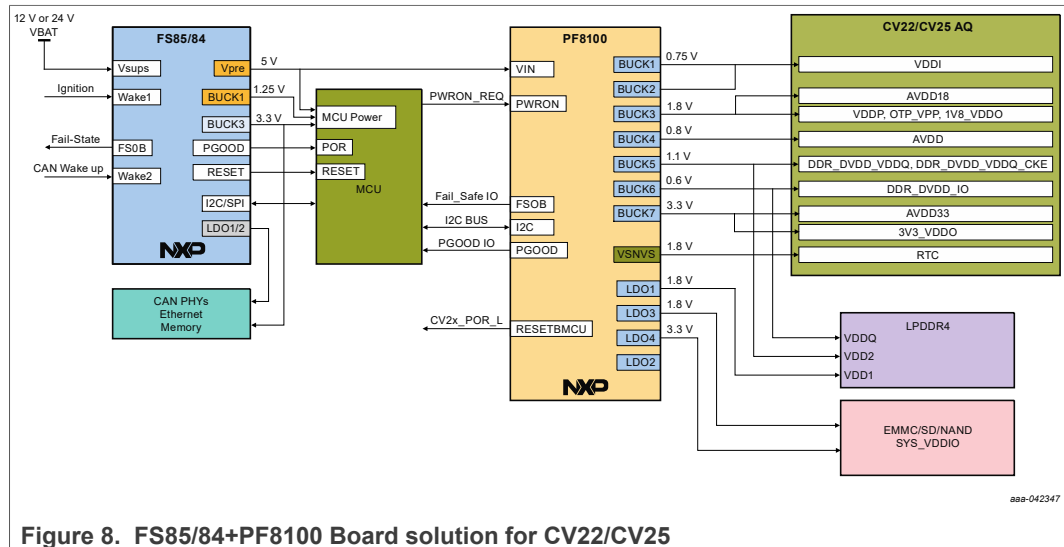 12 V or 24 V
VBAT
FS85/84
Vsups
Vpre
5 V
Ignition
Wake1
BUCK1
1.25 V
BUCK3
3.3 V
Fail-State
FS0B
PGOOD
CAN Wake up
Wake2
RESET
I2C/SPI
LDO1/2
NXP
CAN PHYs
Ethernet
Memory
MCU Power
POR
RESET
MCU
PWRON_REQ
Fail_Safe IO
I2C BUS
PGOOD IO
CV2x_POR_L
PF8100
VIN
PWRON
FSOB
I2C
PGOOD
RESETBMCU
BUCK1
0.75 V
BUCK2
BUCK3
1.8 V
BUCK4
0.8 V
BUCK5
1.1 V
BUCK6
0.6 V
BUCK7
3.3 V
VSNVS
1.8 V
LDO1
1.8 V
LDO3
1.8 V
LDO4
3.3 V
LDO2
NXP
CV22/CV25 AQ
VDDI
AVDD18
VDDP, OTP_VPP, 1V8_VDDO
AVDD
DDR_DVDD_VDDQ, DDR_DVDD_VDDQ_CKE
DDR_DVDD_IO
AVDD33
3V3_VDDO
RTC
LPDDR4
VDDQ
VDD2
VDD1
EMMC/SD/NAND
SYS_VDDIO
aaa-042347
Figure 8. FS85/84+PF8100 Board solution for CV22/CV25